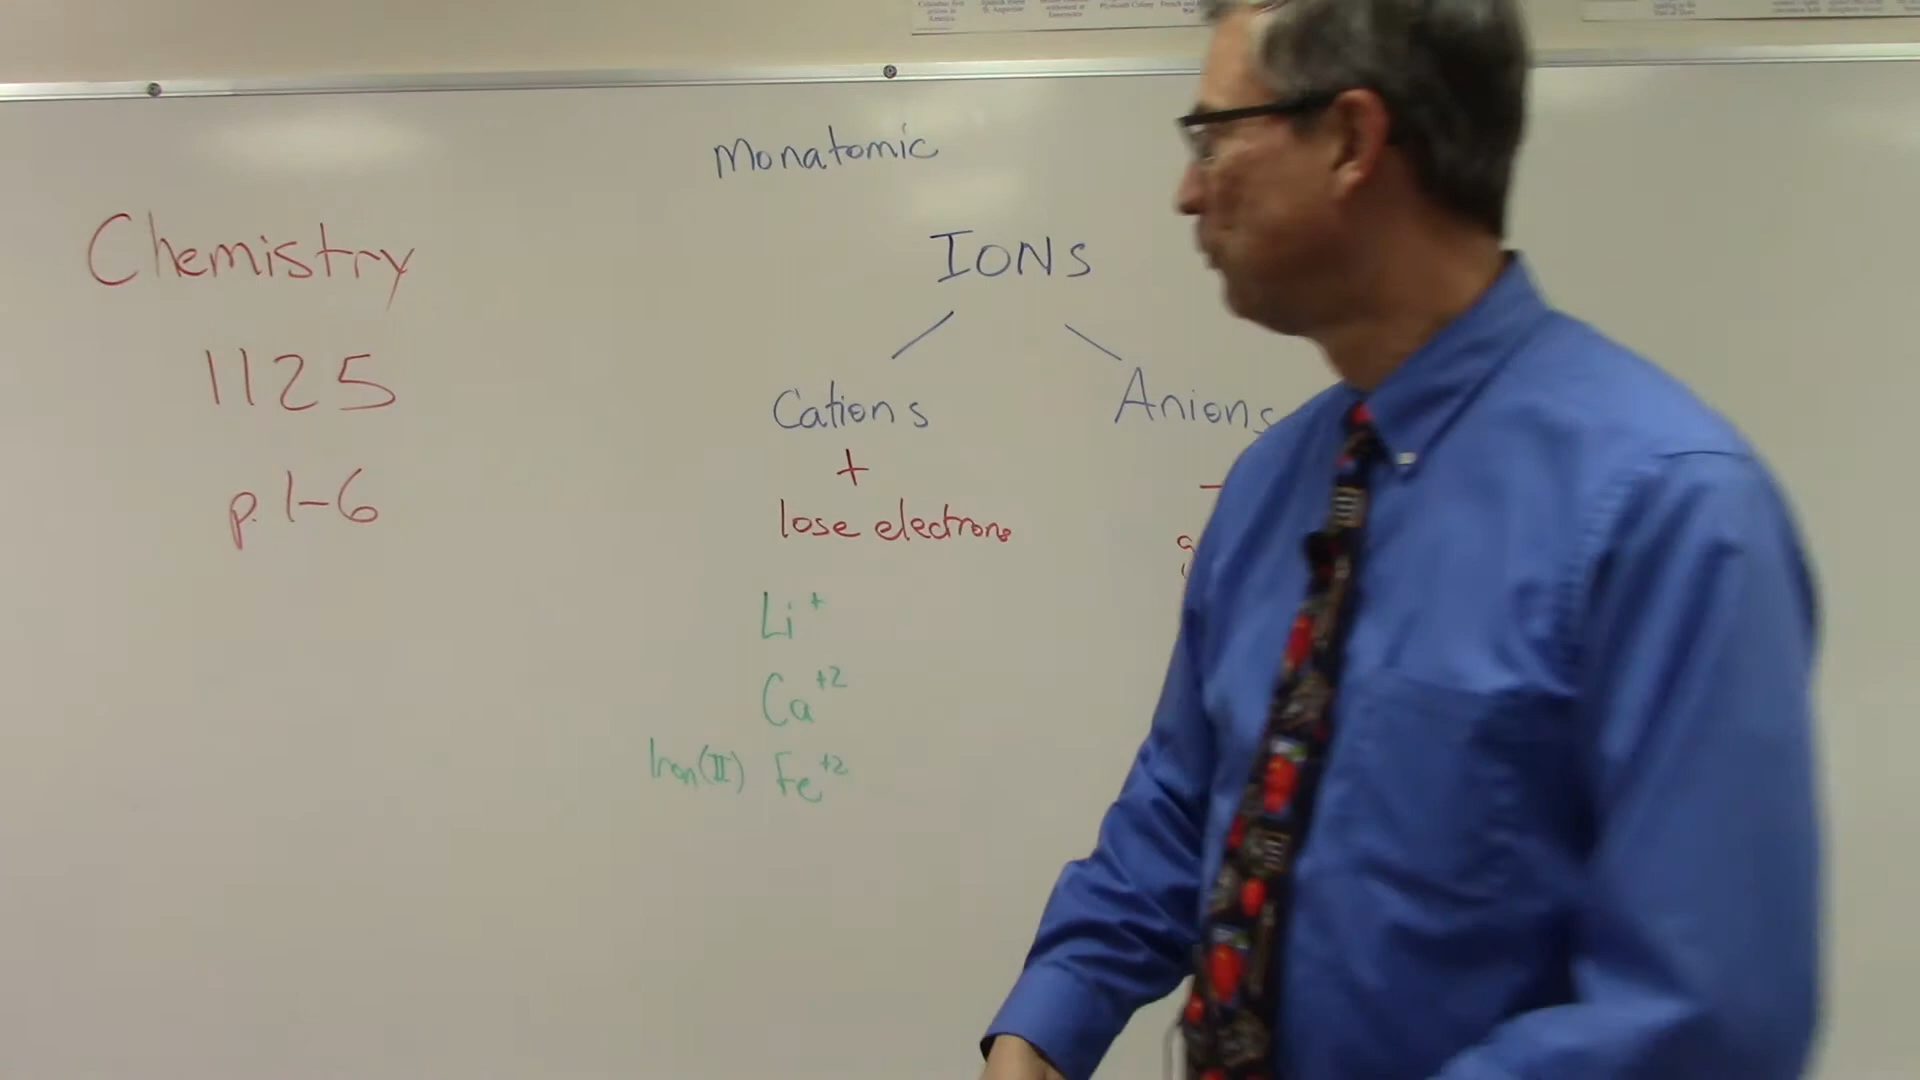 Monatomic
Chemistry
1125
p. 1-6
IONs
Cations
Anions
+
-
lose electrons
Li +
Ca +2
Iron(II) Fe +2